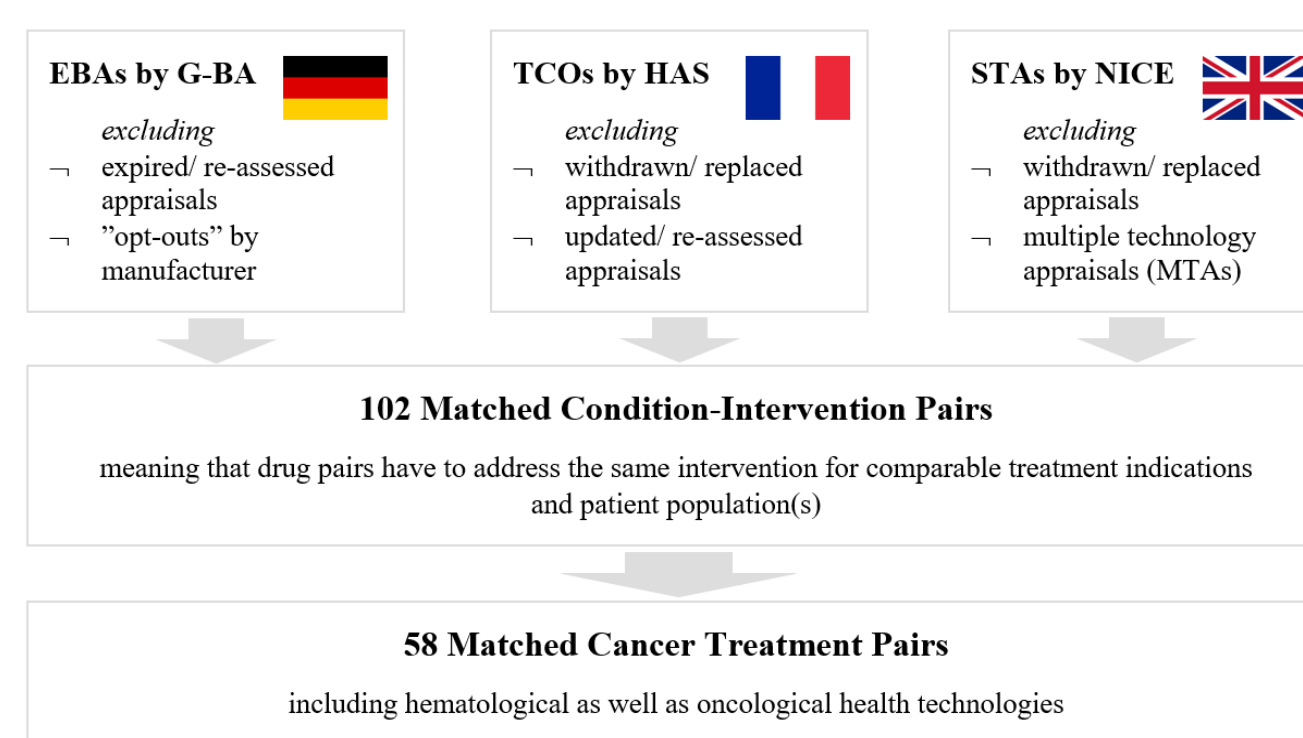 EBAs by G-BA
excluding
¬ expired/ re-assessed
appraisals
¬ ”opt-outs” by
manufacturer
TCOs by HAS
excluding
¬ withdrawn/ replaced
appraisals
¬ updated/ re-assessed
appraisals
STAs by NICE
excluding
¬ withdrawn/ replaced
appraisals
¬ multiple technology
appraisals (MTAs)
102 Matched Condition-Intervention Pairs
meaning that drug pairs have to address the same intervention for comparable treatment indications
and patient population(s)
58 Matched Cancer Treatment Pairs
including hematological as well as oncological health technologies